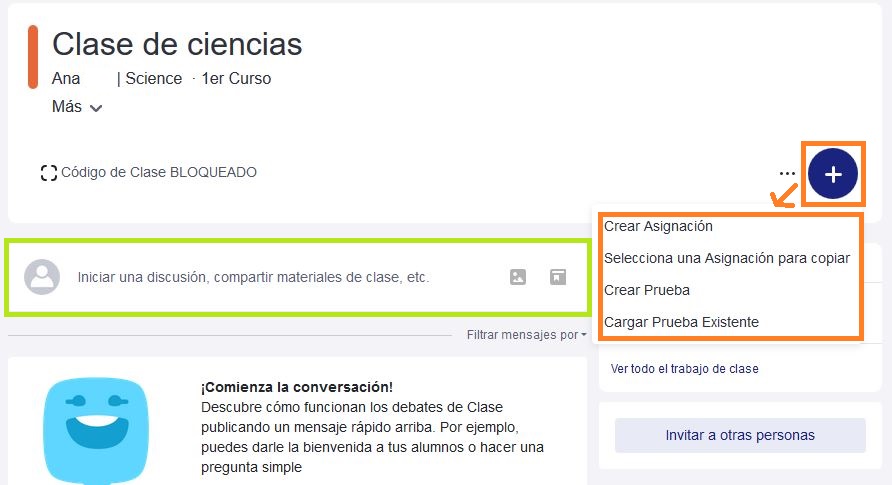 Clase de ciencias
Ana | Science · 1er Curso
Más
Código de Clase BLOQUEADO
Crear Asignación
Selecciona una Asignación para copiar
Crear Prueba
Cargar Prueba Existente
Iniciar una discusión, compartir materiales de clase, etc.
Filtrar mensajes por
Ver todo el trabajo de clase
Invitar a otras personas
¡Comienza la conversación!
Descubre cómo funcionan los debates de Clase
publicando un mensaje rápido arriba. Por ejemplo,
puedes darle la bienvenida a tus alumnos o hacer una
pregunta simple